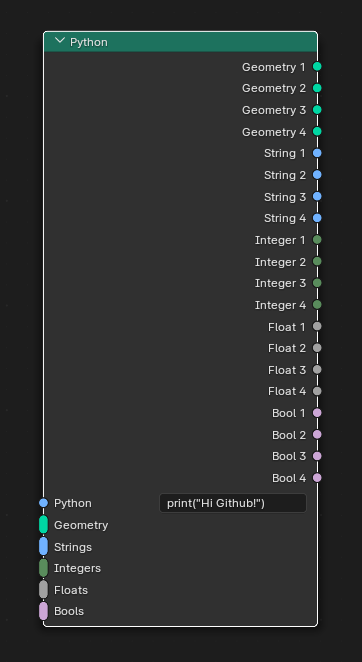 Python
Geometry 1
Geometry 2
Geometry 3
Geometry 4
String 1
String 2
String 3
String 4
Integer 1
Integer 2
Integer 3
Integer 4
Float 1
Float 2
Float 3
Float 4
Bool 1
Bool 2
Bool 3
Bool 4
Python print("Hi Github!")
Geometry
Strings
Integers
Floats
Bools